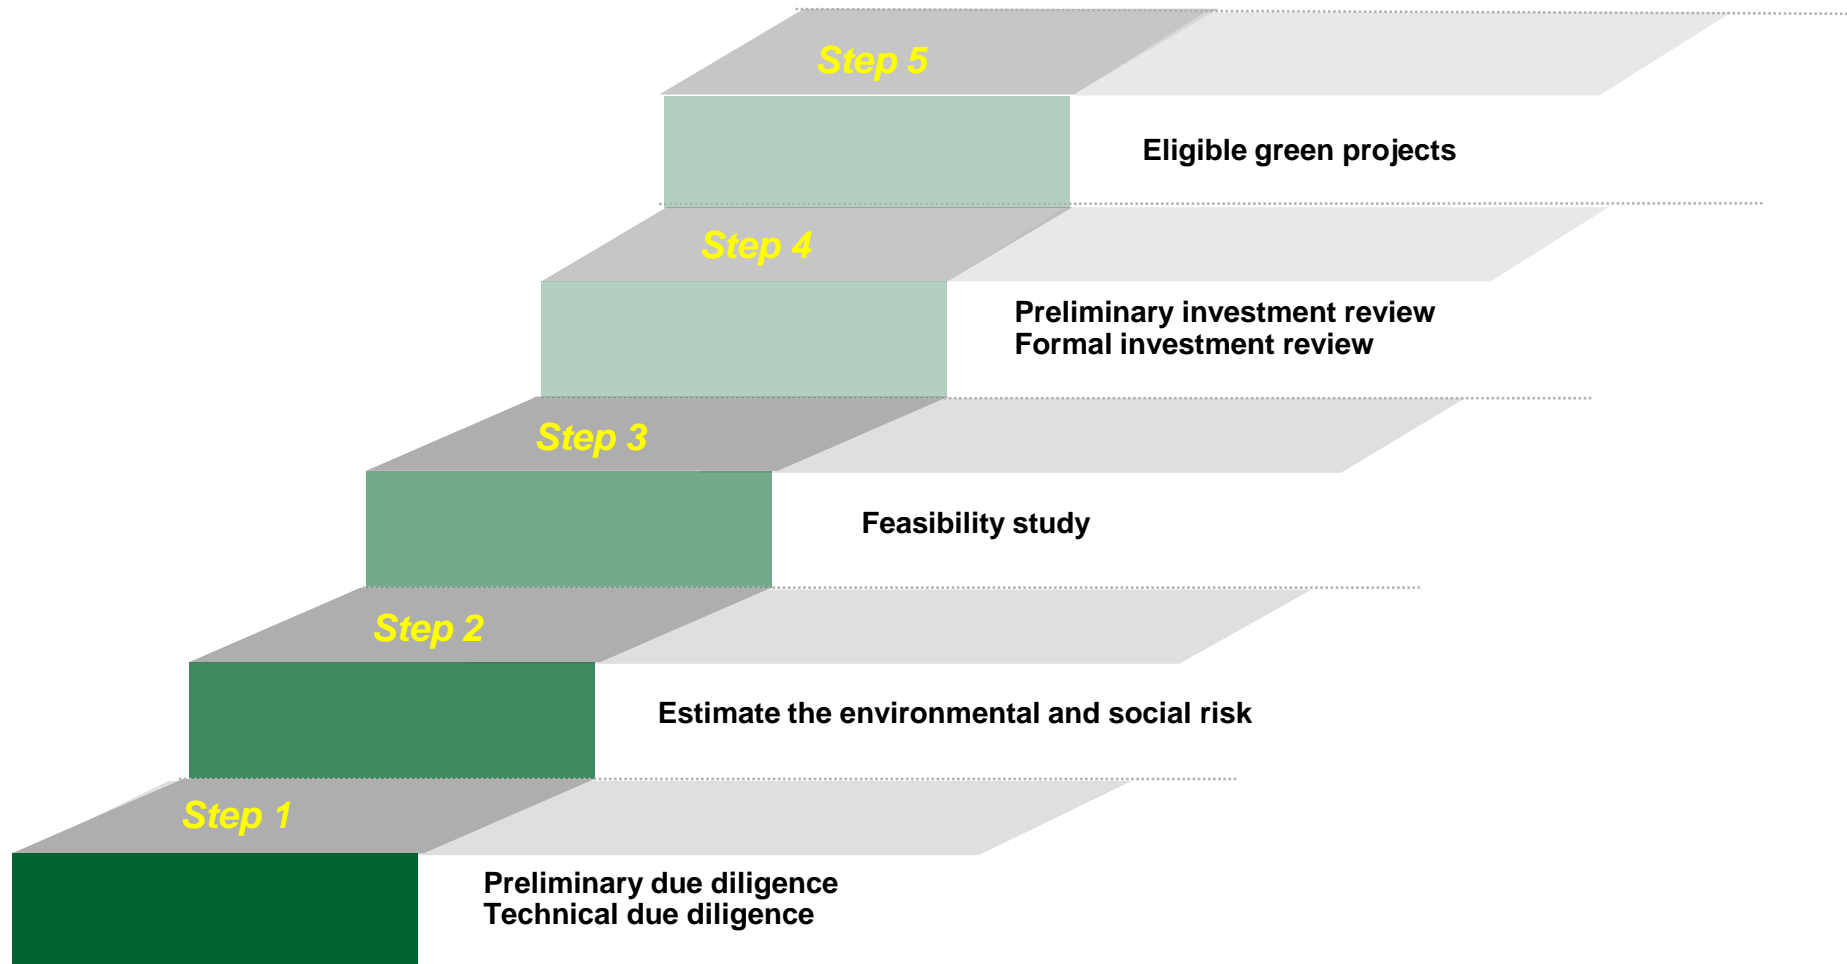 Step 5
Eligible green projects
Step 4
Preliminary investment review
Formal investment review
Step 3
Feasibility study
Step 2
Estimate the environmental and social risk
Step 1
Preliminary due diligence
Technical due diligence